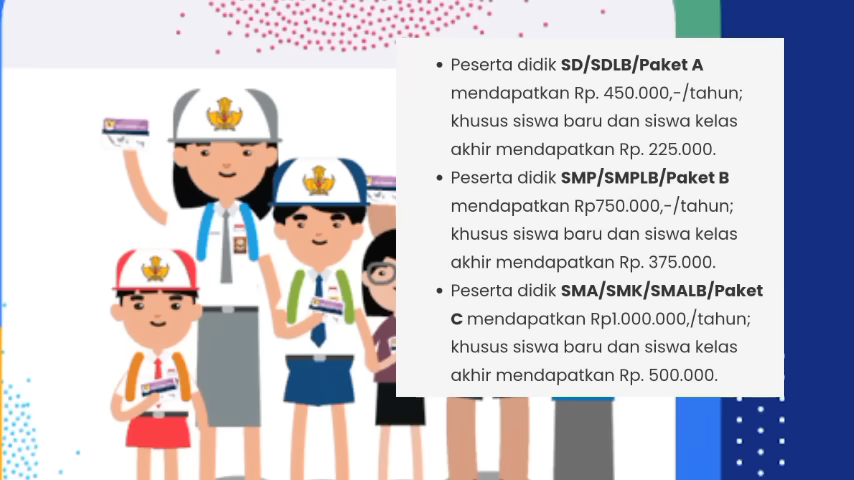 • Peserta didik SD/SDLB/Paket A
mendapatkan Rp. 450.000,-/tahun;
khusus siswa baru dan siswa kelas
akhir mendapatkan Rp. 225.000.
• Peserta didik SMP/SMPLB/Paket B
mendapatkan Rp750.000,-/tahun;
khusus siswa baru dan siswa kelas
akhir mendapatkan Rp. 375.000.
• Peserta didik SMA/SMK/SMALB/Paket
C mendapatkan Rp1.000.000,/tahun;
khusus siswa baru dan siswa kelas
akhir mendapatkan Rp. 500.000.